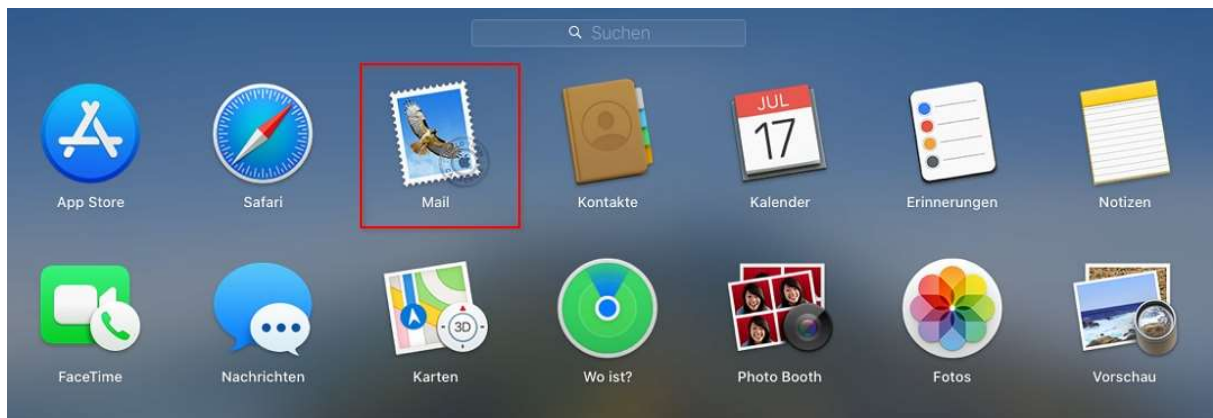 Suchen
App Store
Safari
Mail
Kontakte
JUL
17
Kalender
Erinnerungen
Notizen
FaceTime
Nachrichten
3D
Karten
Wo ist?
Photo Booth
Fotos
Vorschau